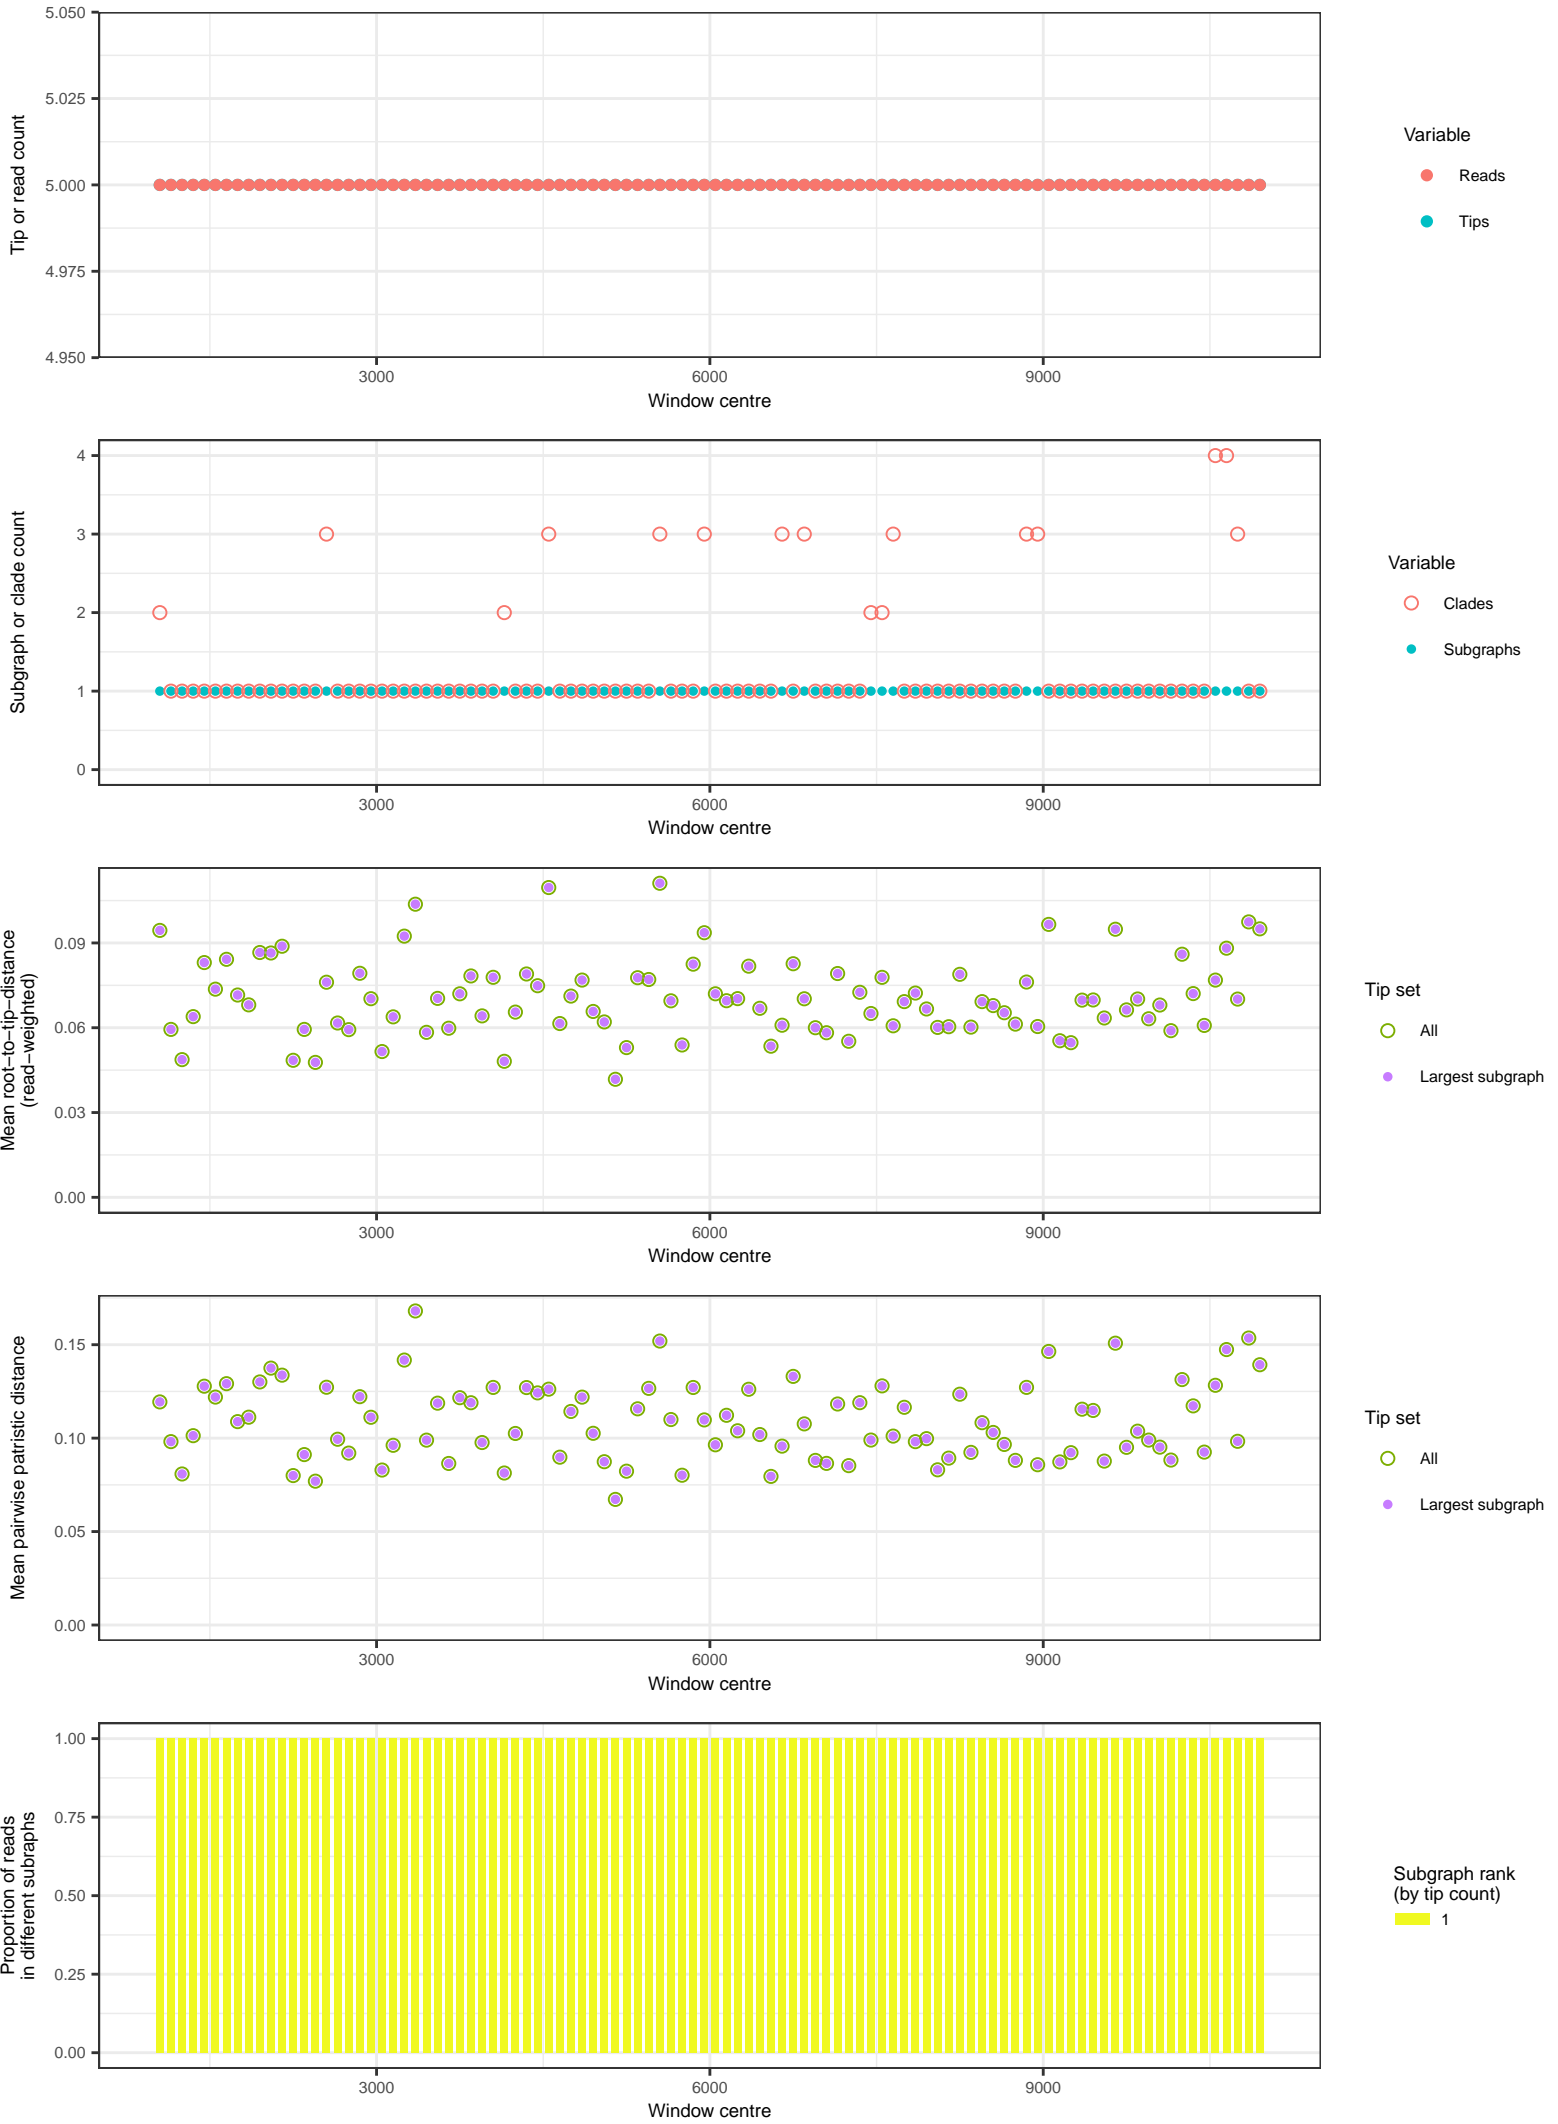 5.050
5.025
5.000
4.975
4.950
Tip or read count
3000
6000
9000
Window centre
Variable
Reads
Tips
4
3
2
1
0
Subgraph or clade count
3000
6000
9000
Window centre
Variable
Clades
Subgraphs
0.09
0.06
0.03
0.00
Mean root−to−tip−distance
(read−weighted)
3000
6000
9000
Window centre
Tip set
All
Largest subgraph
0.15
0.10
0.05
0.00
Mean pairwise patristic distance
3000
6000
9000
Window centre
Tip set
All
Largest subgraph
1.00
0.75
0.50
0.25
0.00
Proportion of reads
in different subraphs
3000
6000
9000
Window centre
Subgraph rank
(by tip count)
1